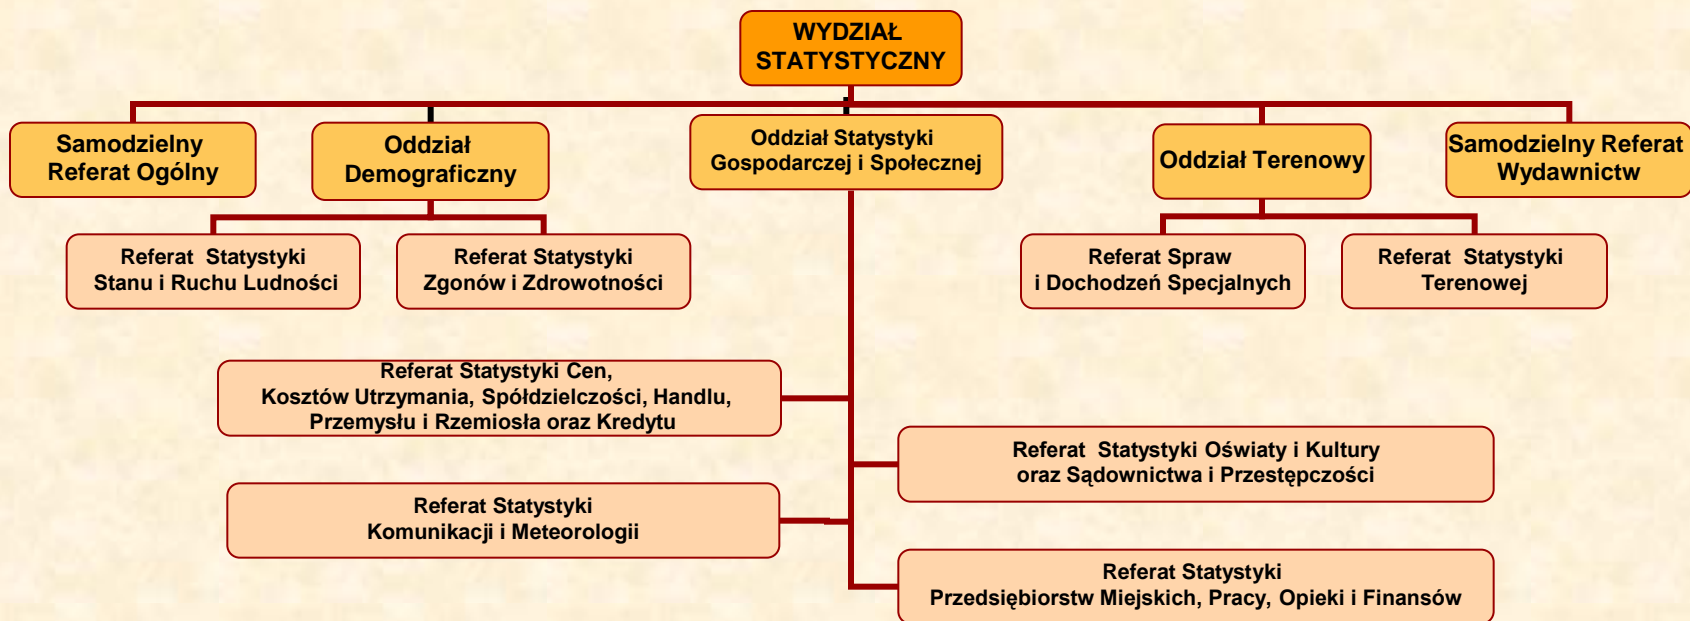 WYDZIAŁ
STATYSTYCZNY
Samodzielny
Referat Ogólny
Oddział
Demograficzny
Oddział Statystyki
Gospodarczej i Społecznej
Oddział Terenowy
Samodzielny Referat
Wydawnictw
Referat Statystyki
Stanu i Ruchu Ludności
Referat Statystyki
Zgonów i Zdrowotności
Referat Spraw
i Dochodzeń Specjalnych
Referat Statystyki
Terenowej
Referat Statystyki Cen,
Kosztów Utrzymania, Spółdzielczości, Handlu,
Przemysłu i Rzemiosła oraz Kredytu
Referat Statystyki Oświaty i Kultury
oraz Sądownictwa i Przestępczości
Referat Statystyki
Komunikacji i Meteorologii
Referat Statystyki
Przedsiębiorstw Miejskich, Pracy, Opieki i Finansów